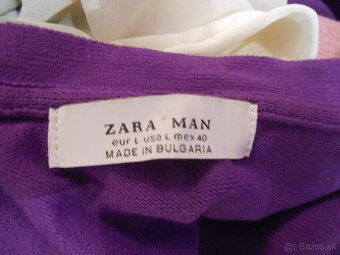 ZARA MAN
eur L usa L mex 40
MADE IN BULGARIA
Bazos.sk